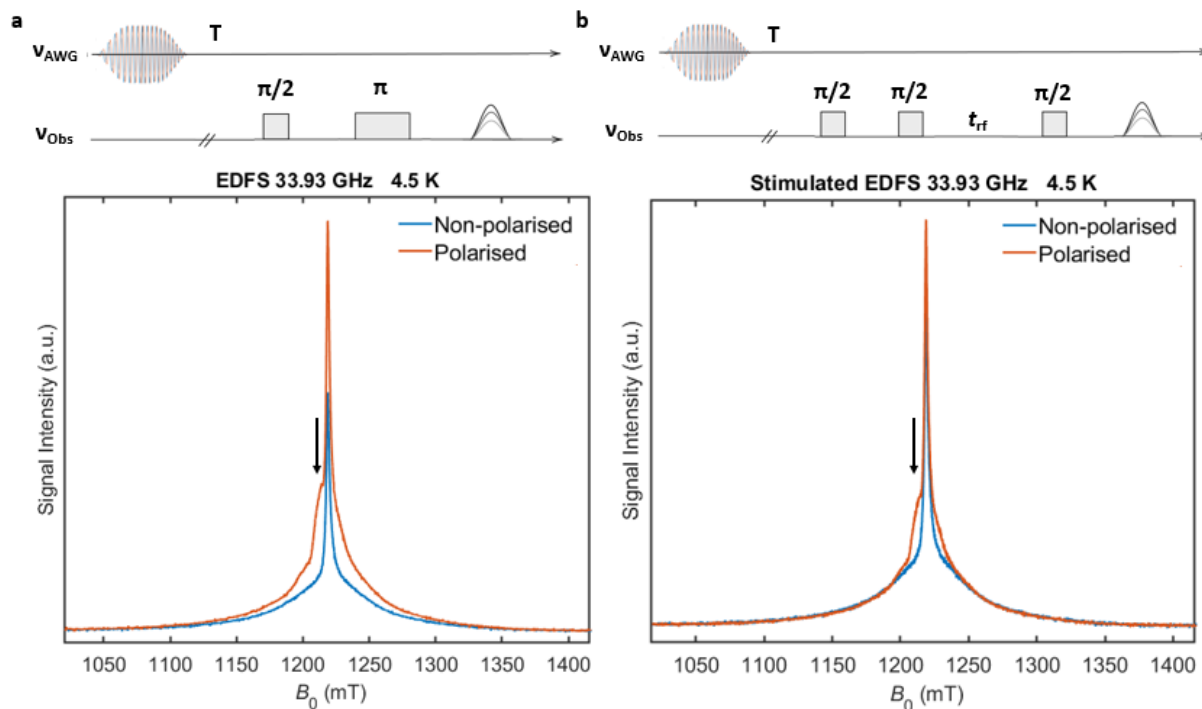 a
T
ν_AWG
π/2 π
ν_Obs
EDFS 33.93 GHz 4.5 K
Non-polarised
Polarised
Signal Intensity (a.u.)
1050 1100 1150 1200 1250 1300 1350 1400
B_0 (mT)
b
T
ν_AWG
π/2 π/2 t_rf π/2
ν_Obs
Stimulated EDFS 33.93 GHz 4.5 K
Non-polarised
Polarised
Signal Intensity (a.u.)
1050 1100 1150 1200 1250 1300 1350 1400
B_0 (mT)